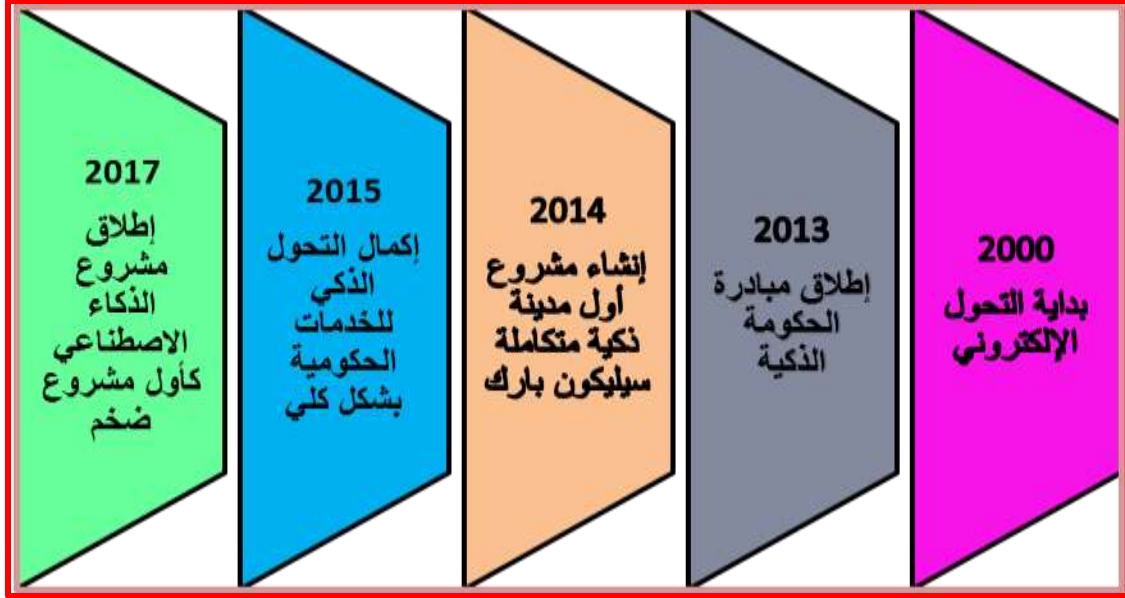 2000
بداية التحول
الإلكتروني
2013
إطلاق مبادرة
الحكومة
الذكية
2014
إنشاء مشروع
أول مدينة
ذكية متكاملة
سيليكون بارك
2015
إكمال التحول
الذكي
للخدمات
الحكومية
بشكل كلي
2017
إطلاق
مشروع
الذكاء
الاصطناعي
كأول مشروع
ضخم